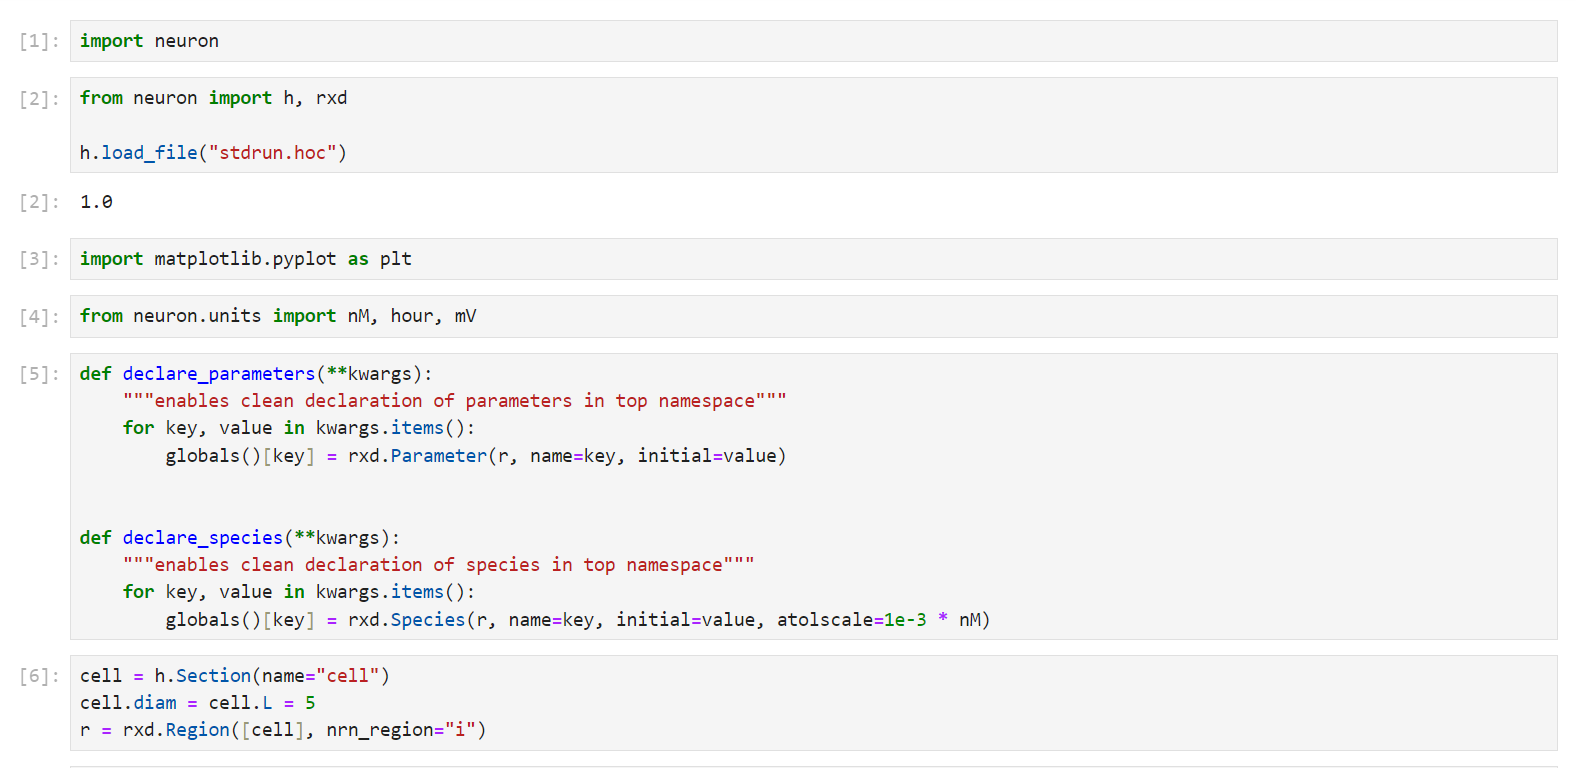 [1]: import neuron
[2]: from neuron import h, rxd
h.load_file("stdrun.hoc")
[2]: 1.0
[3]: import matplotlib.pyplot as plt
[4]: from neuron.units import nM, hour, mV
[5]: def declare_parameters(**kwargs):
    """enables clean declaration of parameters in top namespace"""
    for key, value in kwargs.items():
        globals()[key] = rxd.Parameter(r, name=key, initial=value)
def declare_species(**kwargs):
    """enables clean declaration of species in top namespace"""
    for key, value in kwargs.items():
        globals()[key] = rxd.Species(r, name=key, initial=value, atolscale=1e-3 * nM)
[6]: cell = h.Section(name="cell")
cell.diam = cell.L = 5
r = rxd.Region([cell], nrn_region="i")